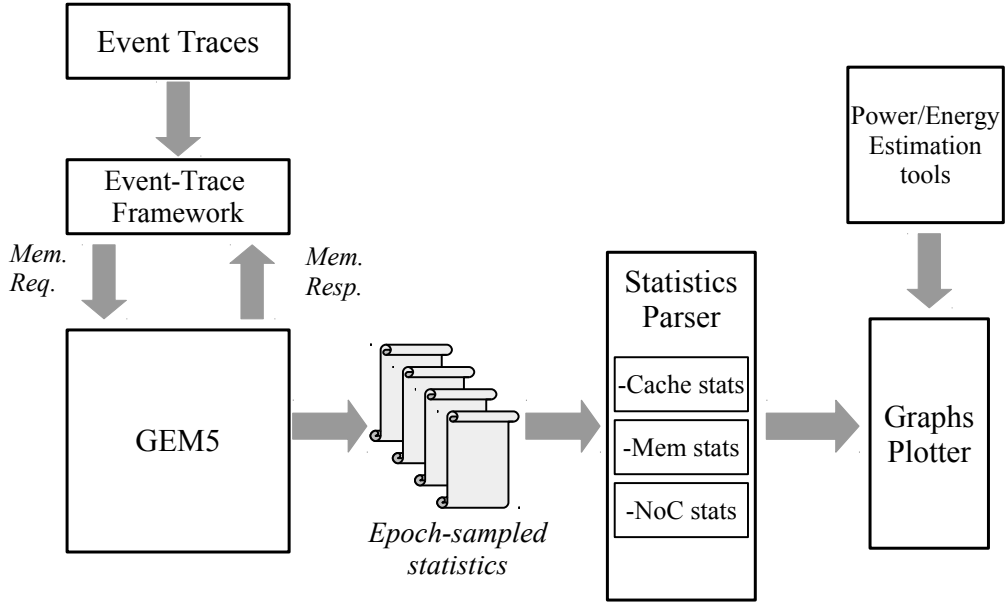 Event Traces
Event-Trace
Framework
Mem.
Req.
Mem.
Resp.
GEM5
Epoch-sampled
statistics
Statistics
Parser
-Cache stats
-Mem stats
-NoC stats
Power/Energy
Estimation
tools
Graphs
Plotter